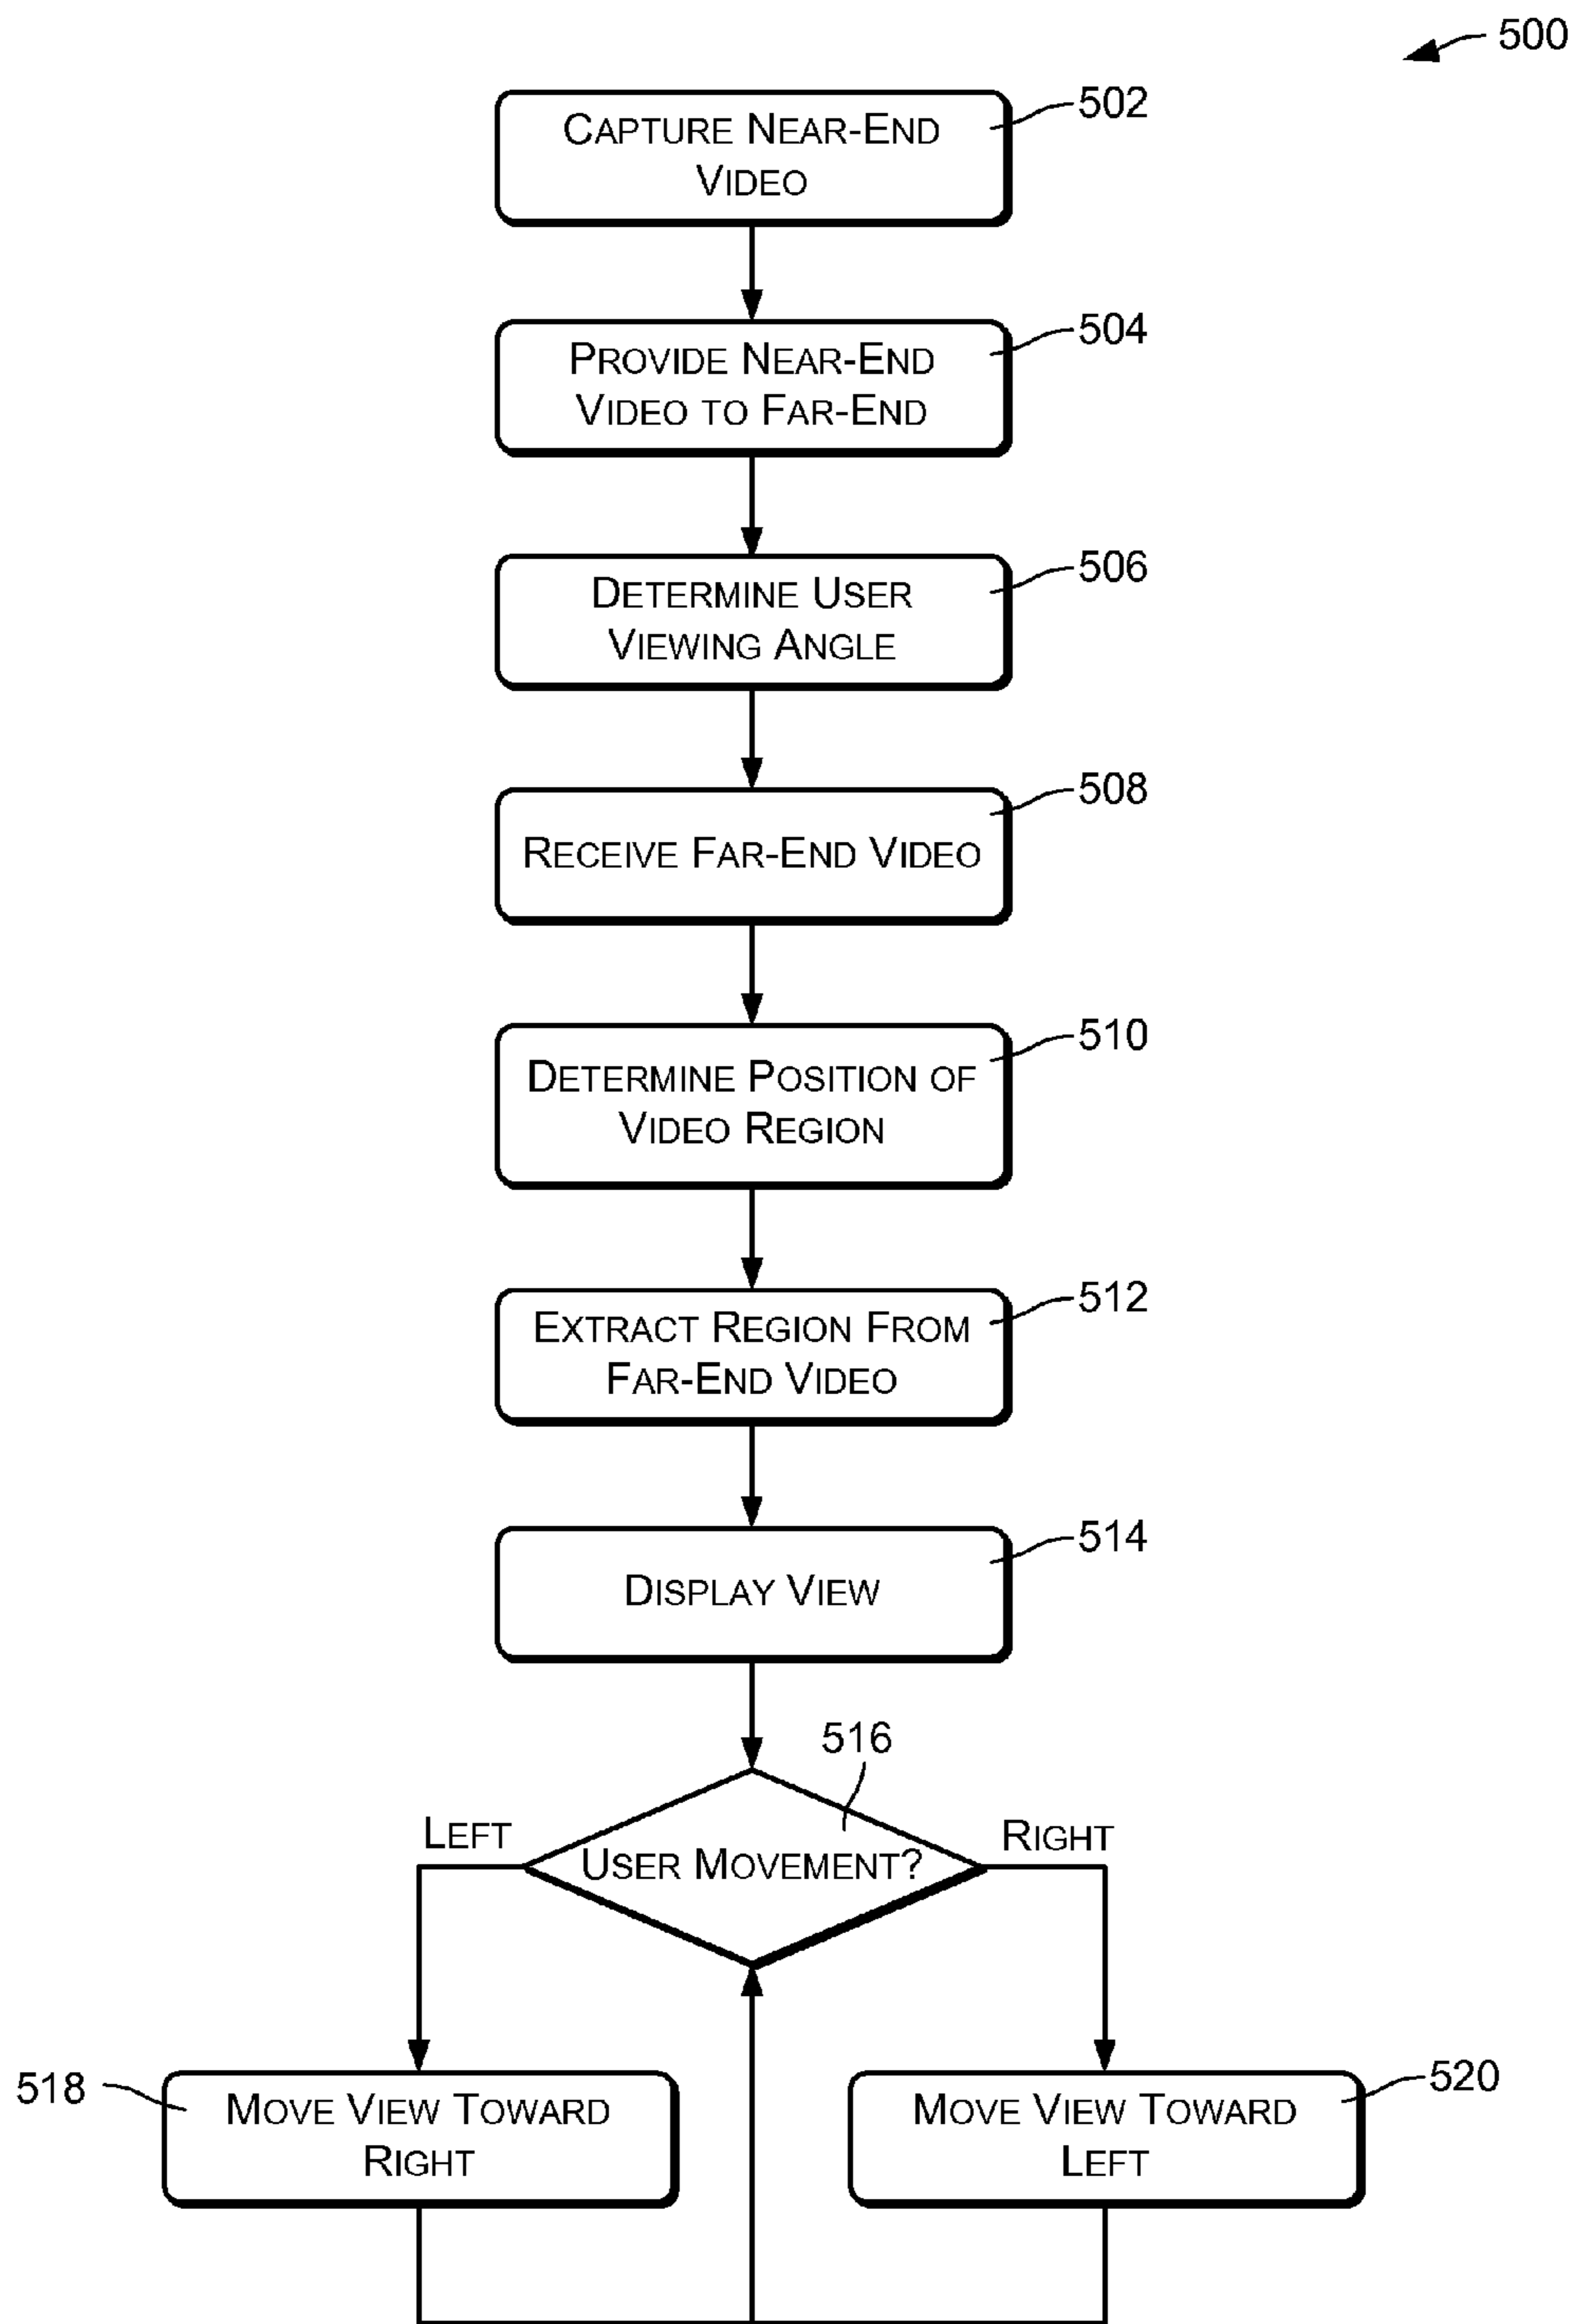 500
502
CAPTURE NEAR-END
VIDEO
504
PROVIDE NEAR-END
VIDEO TO FAR-END
506
DETERMINE USER
VIEWING ANGLE
508
RECEIVE FAR-END VIDEO
510
DETERMINE POSITION OF
VIDEO REGION
512
EXTRACT REGION FROM
FAR-END VIDEO
514
DISPLAY VIEW
516
LEFT
USER MOVEMENT?
RIGHT
518
MOVE VIEW TOWARD
RIGHT
520
MOVE VIEW TOWARD
LEFT